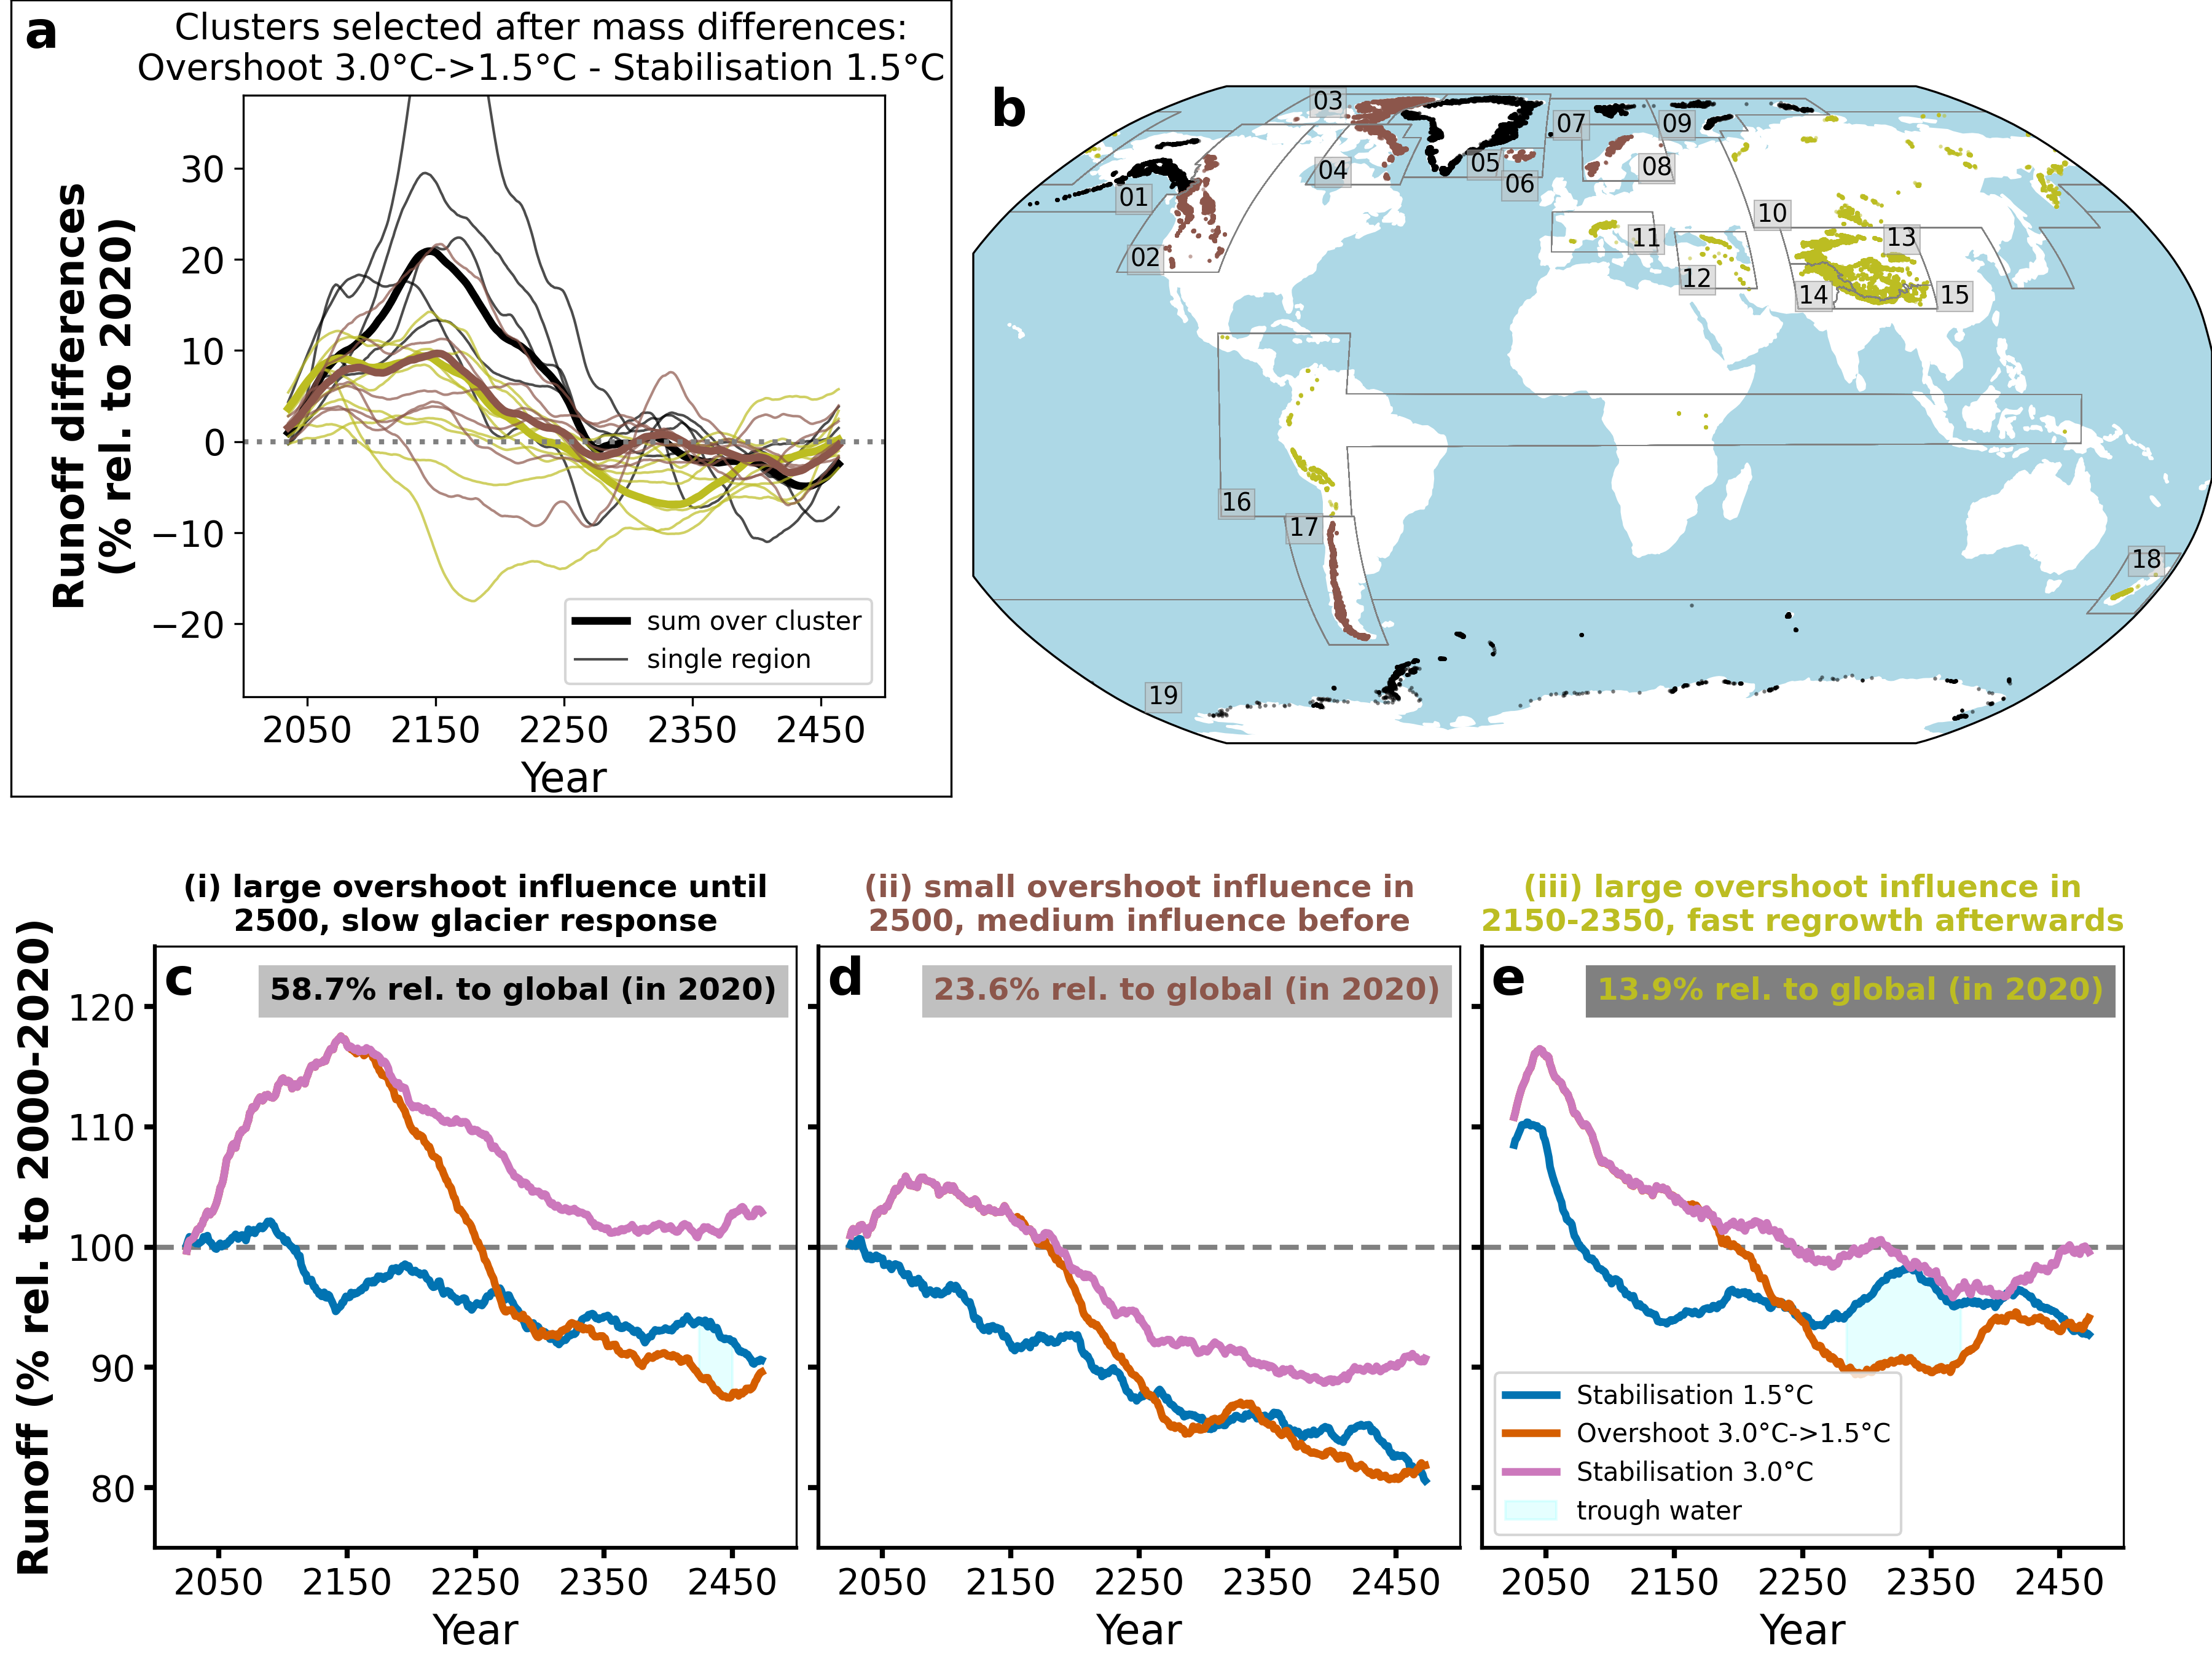 a
Clusters selected after mass differences:
Overshoot 3.0°C->1.5°C - Stabilisation 1.5°C
Runoff differences
(% rel. to 2020)
30
20
10
0
−10
−20
sum over cluster
single region
2050 2150 2250 2350 2450
Year
b
03
07
09
04
05
06
08
01
02
10
11
12
13
14
15
16
17
18
19
(i) large overshoot influence until
2500, slow glacier response
(ii) small overshoot influence in
2500, medium influence before
(iii) large overshoot influence in
2150-2350, fast regrowth afterwards
Runoff (% rel. to 2000-2020)
c
58.7% rel. to global (in 2020)
d
23.6% rel. to global (in 2020)
e
13.9% rel. to global (in 2020)
120
110
100
90
80
Stabilisation 1.5°C
Overshoot 3.0°C->1.5°C
Stabilisation 3.0°C
trough water
2050 2150 2250 2350 2450
2050 2150 2250 2350 2450
2050 2150 2250 2350 2450
Year
Year
Year